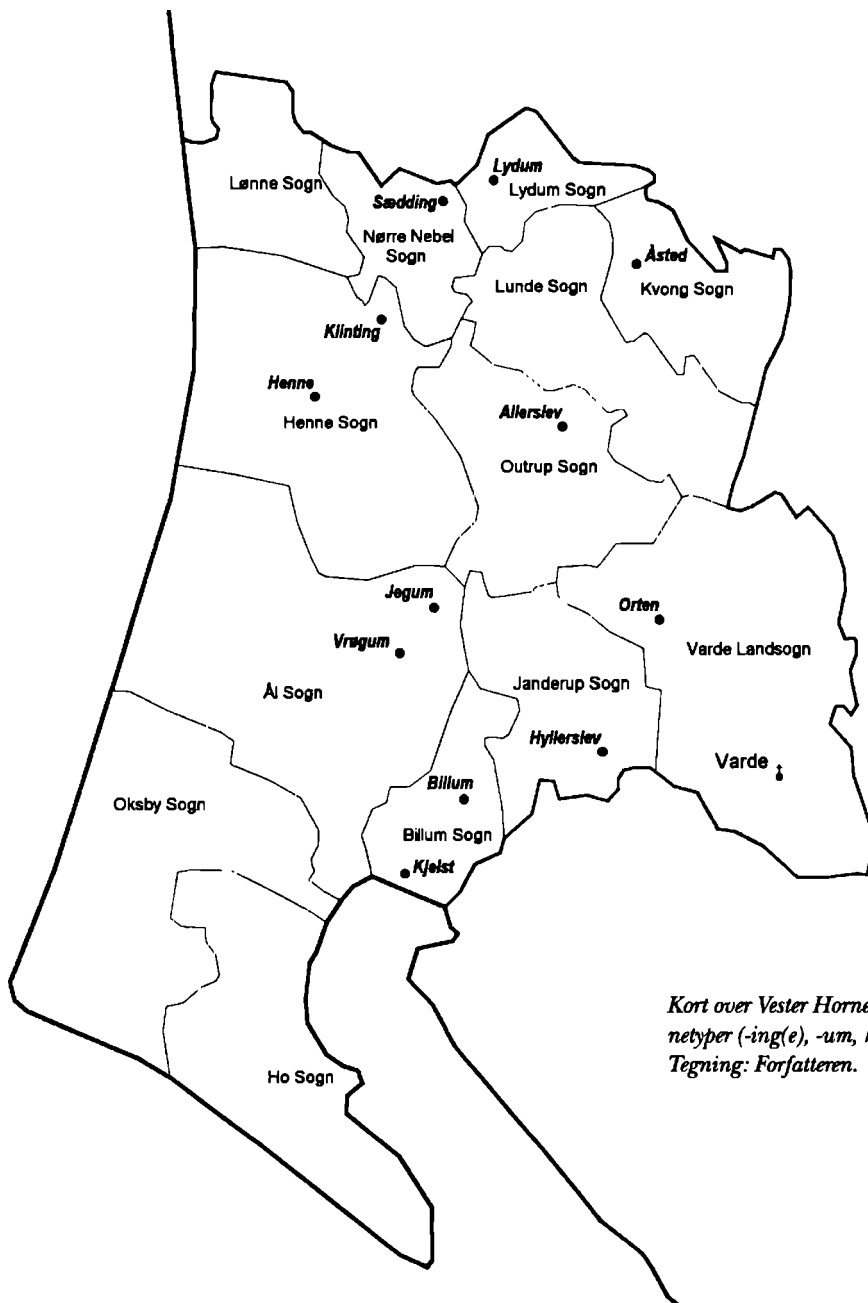 Lydum
Lydum Sogn
Lønne Sogn
Sædding
Nørre Nebel
Sogn
Åsted
Lunde Sogn
Kvong Sogn
Klinting
Henne
Henne Sogn
Allerslev
Outrup Sogn
Jegum
Orten
Vrøgum
Varde Landsogn
Janderup Sogn
Ål Sogn
Hyllerslev
Varde
Billum
Oksby Sogn
Billum Sogn
Kjelst
Kort over Vester Horne
netyper (-ing(e), -um,
Tegning: Forfatteren.
Ho Sogn